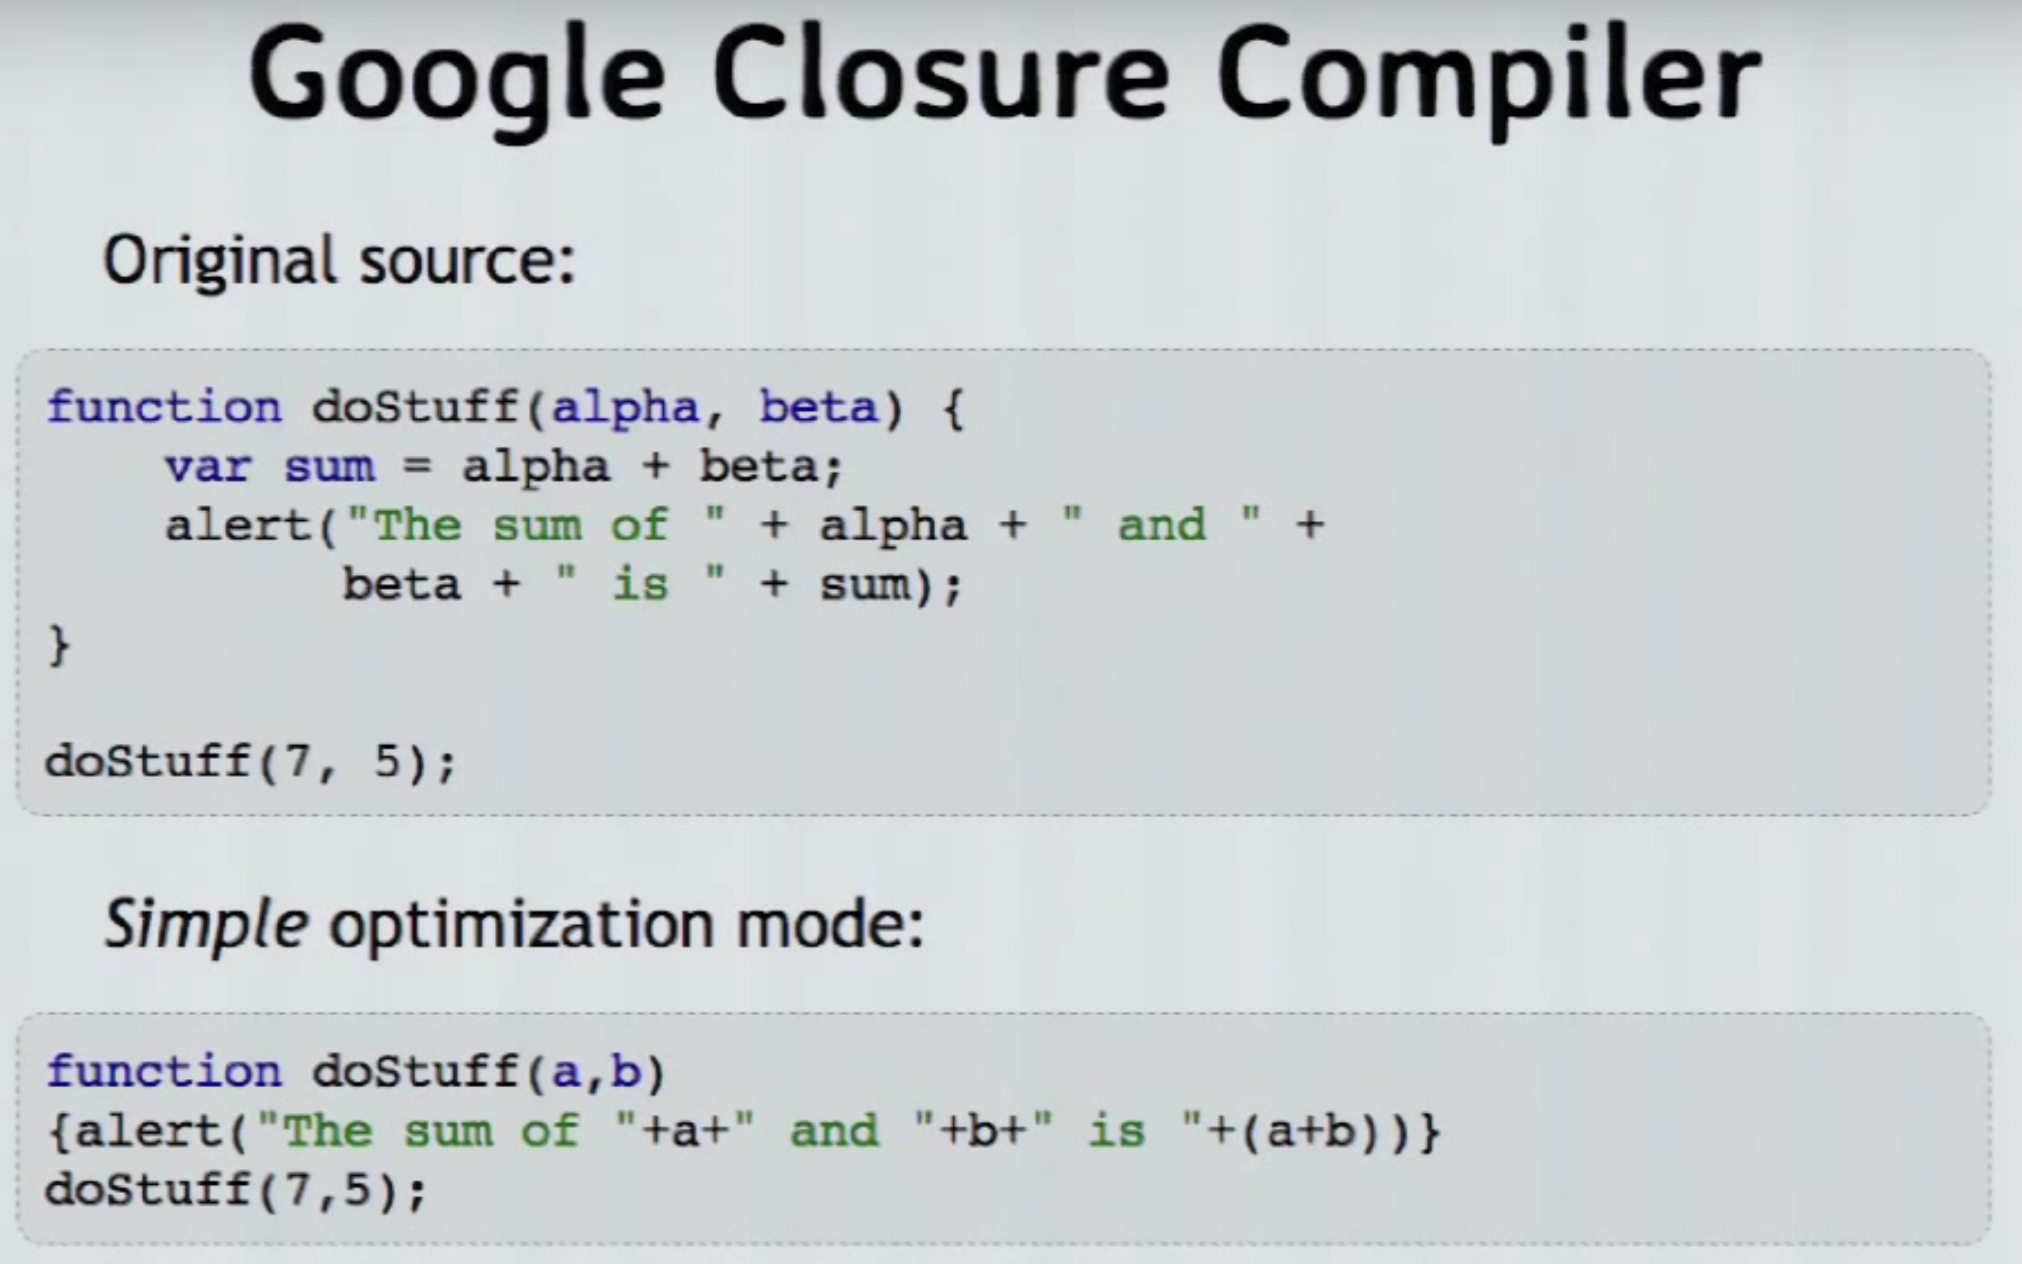 Google Closure Compiler
Original source:
function doStuff(alpha, beta) {
    var sum = alpha + beta;
    alert("The sum of " + alpha + " and " +
          beta + " is " + sum);
}
doStuff(7, 5);
Simple optimization mode:
function doStuff(a,b)
{alert("The sum of "+a+" and "+b+" is "+(a+b))}
doStuff(7,5);